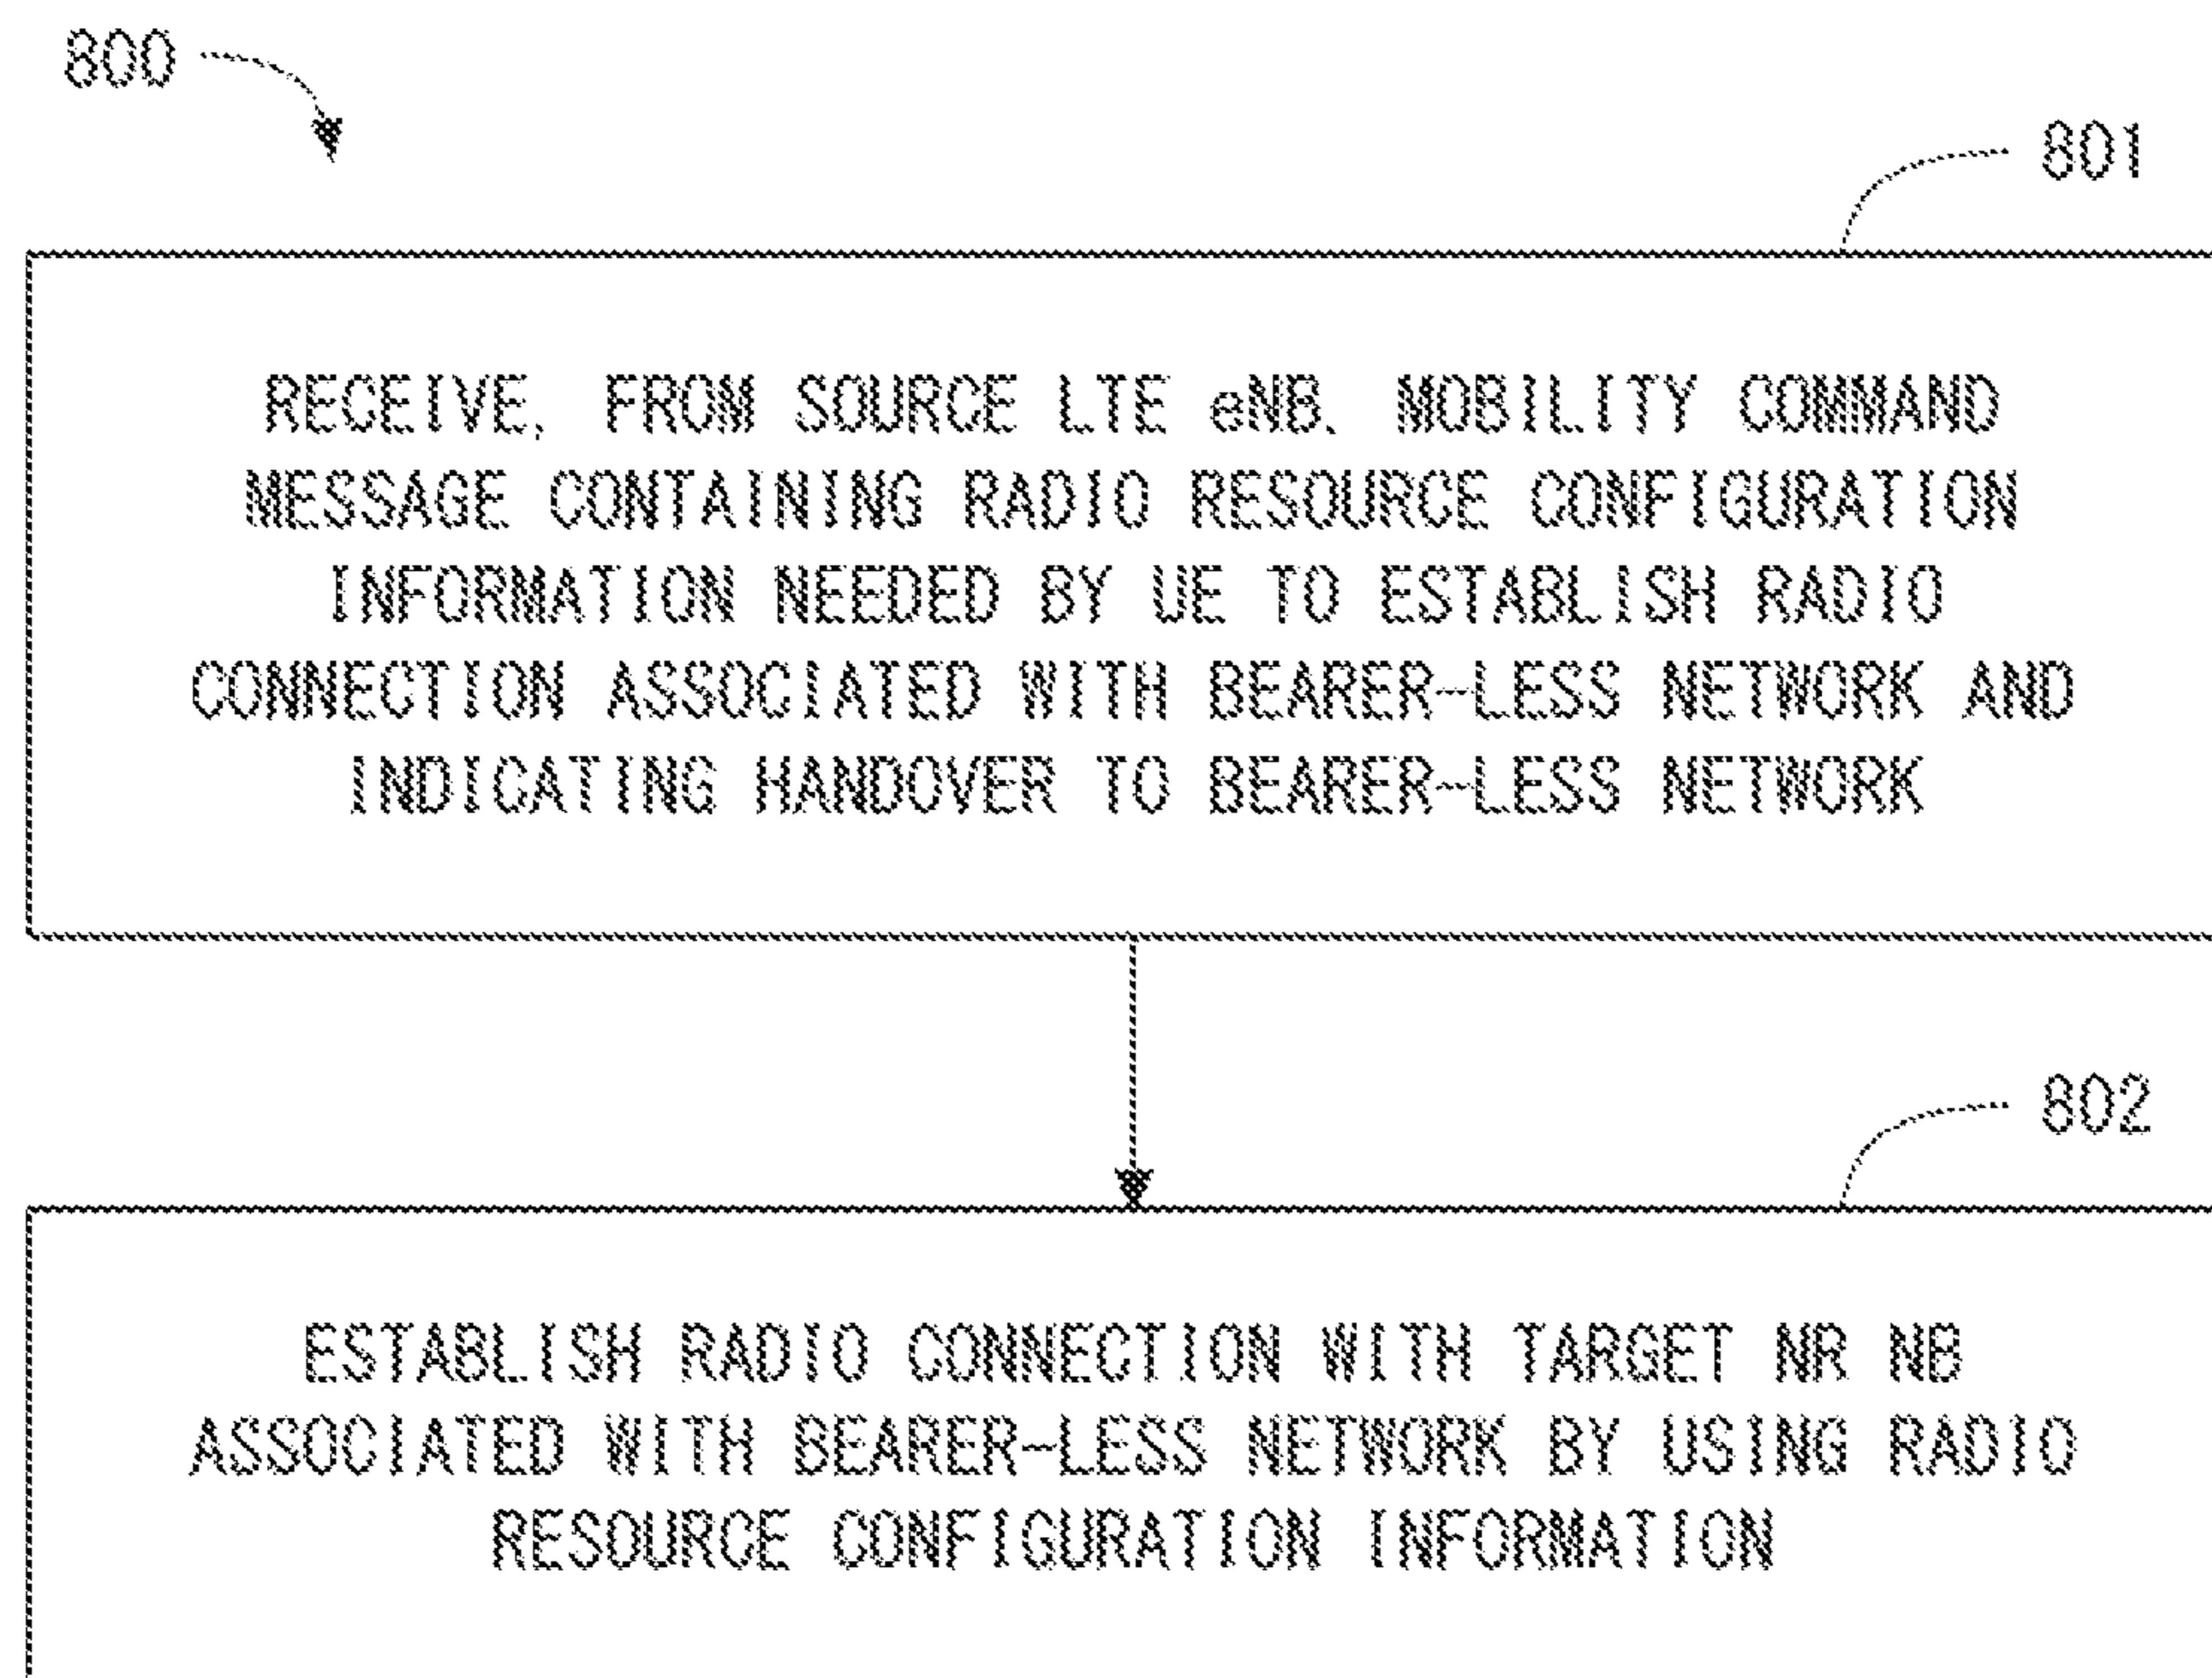 800
801
RECEIVE, FROM SOURCE LTE eNB, MOBILITY COMMAND
MESSAGE CONTAINING RADIO RESOURCE CONFIGURATION
INFORMATION NEEDED BY UE TO ESTABLISH RADIO
CONNECTION ASSOCIATED WITH BEARER-LESS NETWORK AND
INDICATING HANDOVER TO BEARER-LESS NETWORK
802
ESTABLISH RADIO CONNECTION WITH TARGET NR NB
ASSOCIATED WITH BEARER-LESS NETWORK BY USING RADIO
RESOURCE CONFIGURATION INFORMATION